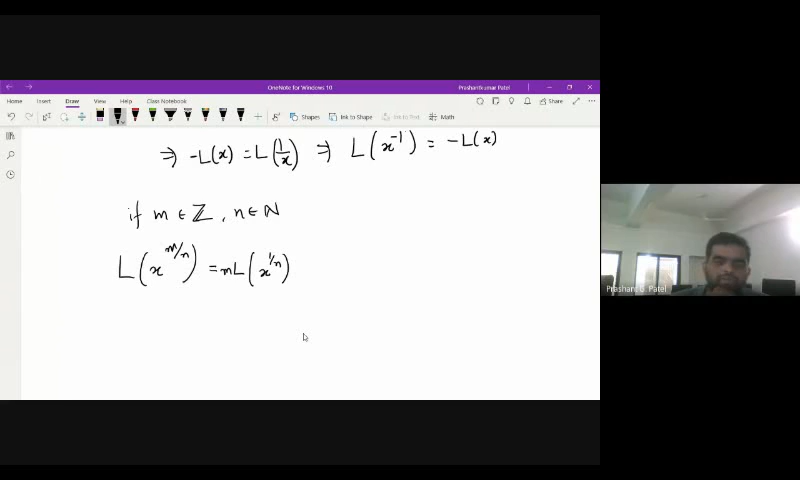 OneNote for Windows 10
Prashantkumar Patel
Home Insert Draw View Help Class Notebook
Share
Shapes Ink to Shape Ink to Text Math
⇒ -L(x) = L(1/x) ⇒ L(x⁻¹) = -L(x)
if m ∈ ℤ, n ∈ ℕ
L(x^{m/n}) = mL(x^{1/n})
Prashant G. Patel